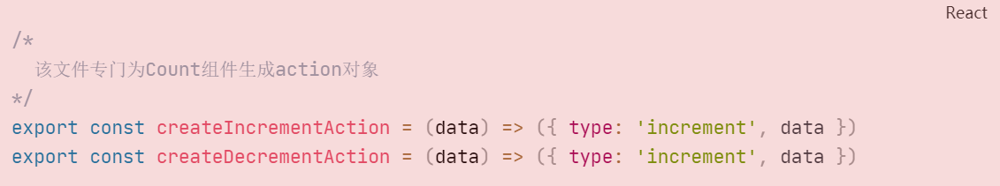 React
/*
  该文件专门为Count组件生成action对象
*/
export const createIncrementAction = (data) => ({ type: 'increment', data })
export const createDecrementAction = (data) => ({ type: 'increment', data })